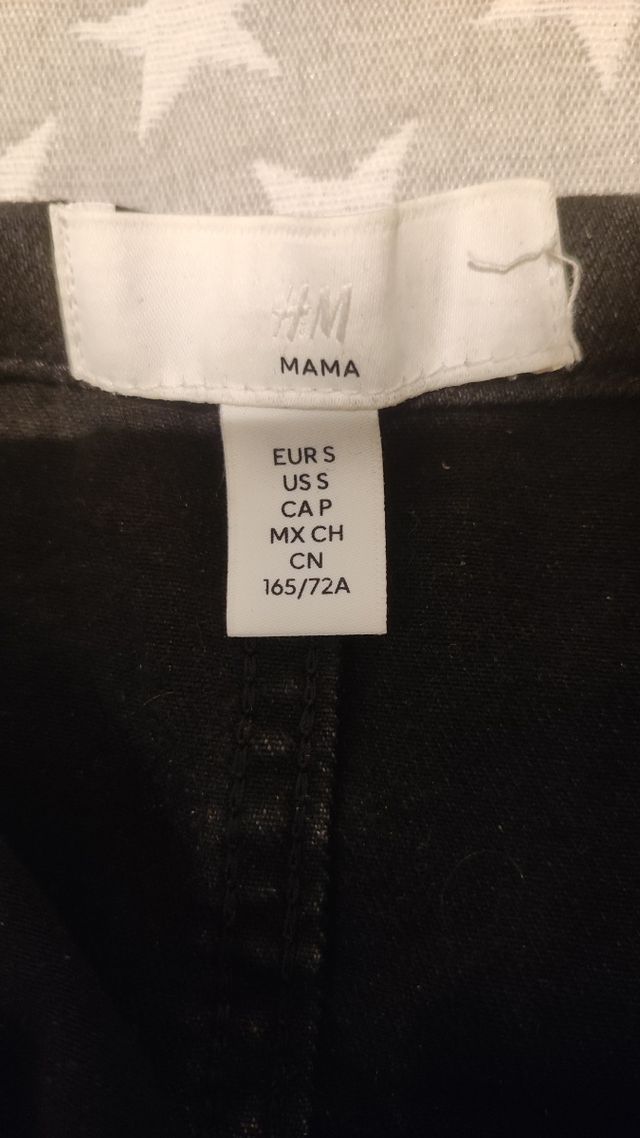 H&M
MAMA
EUR S
US S
CA P
MX CH
CN
165/72A